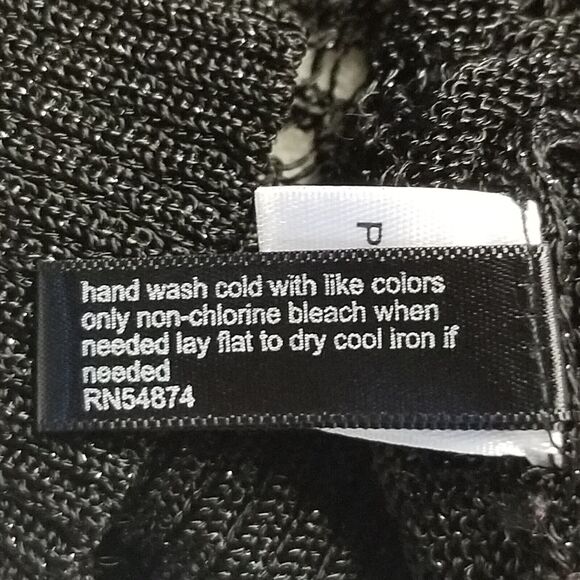 P
hand wash cold with like colors
only non-chlorine bleach when
needed lay flat to dry cool iron if
needed
RN54874